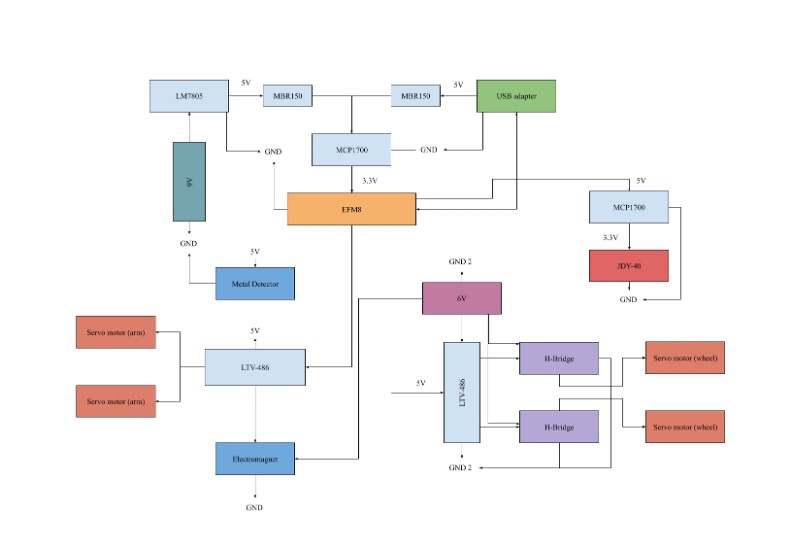 5V
5V
LM7805
MBR150
MBR150
USB adapter
GND
MCP1700
GND
3.3V
9V
5V
EFM8
MCP1700
GND
3.3V
5V
GND 2
JDY-40
Metal Detector
6V
GND
Servo motor (arm)
5V
LTV-486
H-Bridge
Servo motor (wheel)
5V
LTV-486
Servo motor (arm)
H-Bridge
Servo motor (wheel)
Electromagnet
GND 2
GND